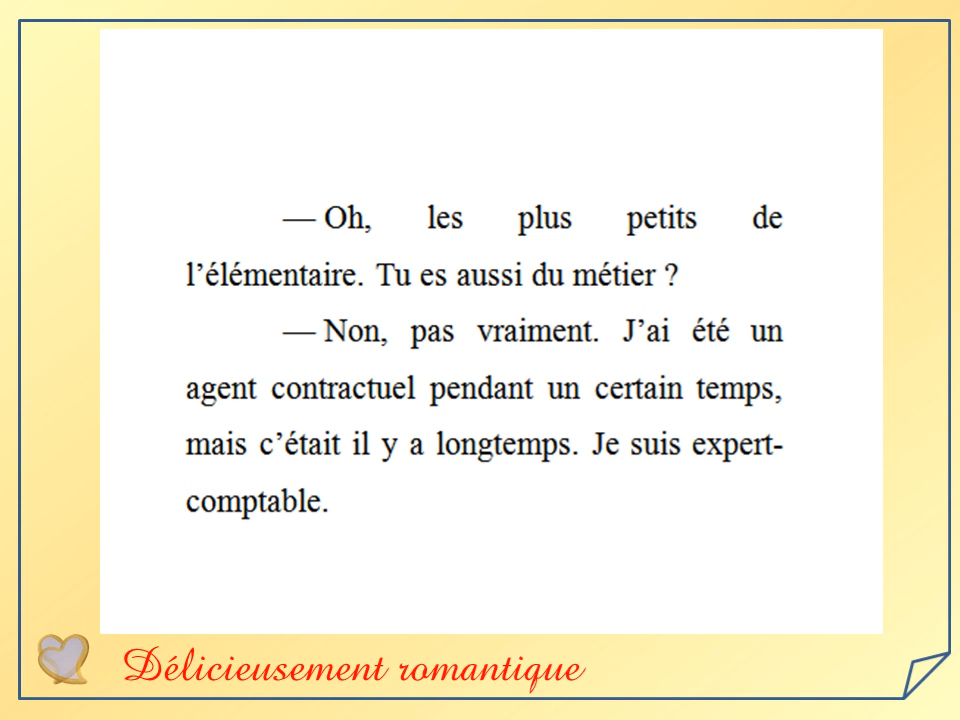 — Oh, les plus petits de
l’élémentaire. Tu es aussi du métier ?
— Non, pas vraiment. J’ai été un
agent contractuel pendant un certain temps,
mais c’était il y a longtemps. Je suis expert-
comptable.
Délicieusement romantique